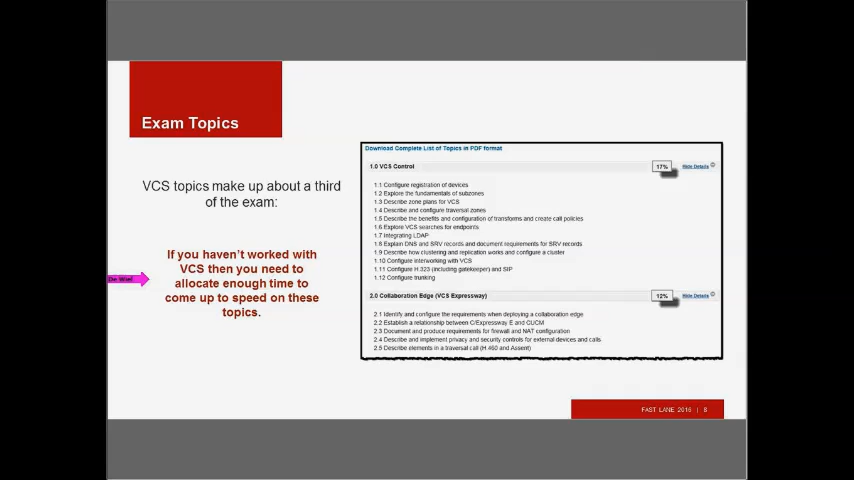 Exam Topics
VCS topics make up about a third
of the exam:
If you haven't worked with
VCS then you need to
allocate enough time to
come up to speed on these
topics.
Download Complete List of Topics in PDF format
1.0 VCS Control 17% Hide Details
1.1 Configure registration of devices
1.2 Explore the fundamentals of subzones
1.3 Describe zone plans for VCS
1.4 Describe and configure traversal zones
1.5 Describe the benefits and configuration of transforms and create call policies
1.6 Explore VCS searches for endpoints
1.7 Integrating LDAP
1.8 Explain DNS and SRV records and document requirements for SRV records
1.9 Describe how clustering and replication works and configure a cluster
1.10 Configure interworking with VCS
1.11 Configure H.323 (including gatekeeper) and SIP
1.12 Configure trunking
2.0 Collaboration Edge (VCS Expressway) 12% Hide Details
2.1 Identify and configure the requirements when deploying a collaboration edge
2.2 Establish a relationship between C/Expressway E and CUCM
2.3 Document and produce requirements for firewall and NAT configuration
2.4 Describe and implement privacy and security controls for external devices and calls
2.5 Describe elements in a traversal call (H.460 and Assent)
FAST LANE 2016 | 8